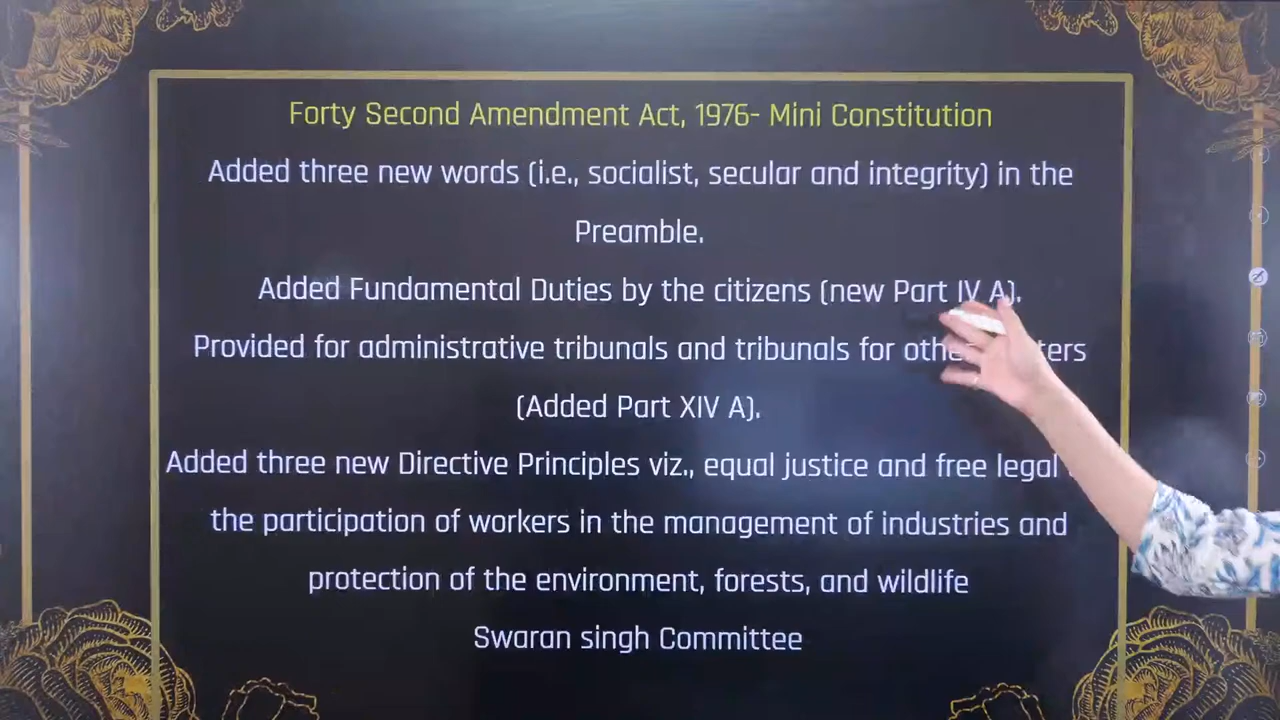 Forty Second Amendment Act, 1976- Mini Constitution
Added three new words (i.e., socialist, secular and integrity) in the
Preamble.
Added Fundamental Duties by the citizens (new Part IV A).
Provided for administrative tribunals and tribunals for
(Added Part XIV A).
Added three new Directive Principles viz., equal justice and free legal
the participation of workers in the management of industries and
protection of the environment, forests, and wildlife
Swaran singh Committee